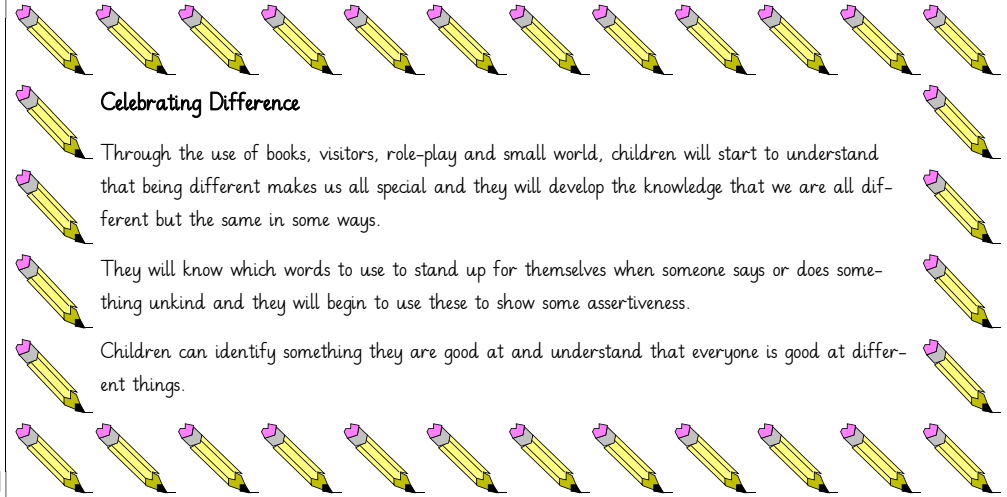 Celebrating Difference
Through the use of books, visitors, role-play and small world, children will start to understand
that being different makes us all special and they will develop the knowledge that we are all dif-
ferent but the same in some ways.
They will know which words to use to stand up for themselves when someone says or does some-
thing unkind and they will begin to use these to show some assertiveness.
Children can identify something they are good at and understand that everyone is good at differ-
ent things.